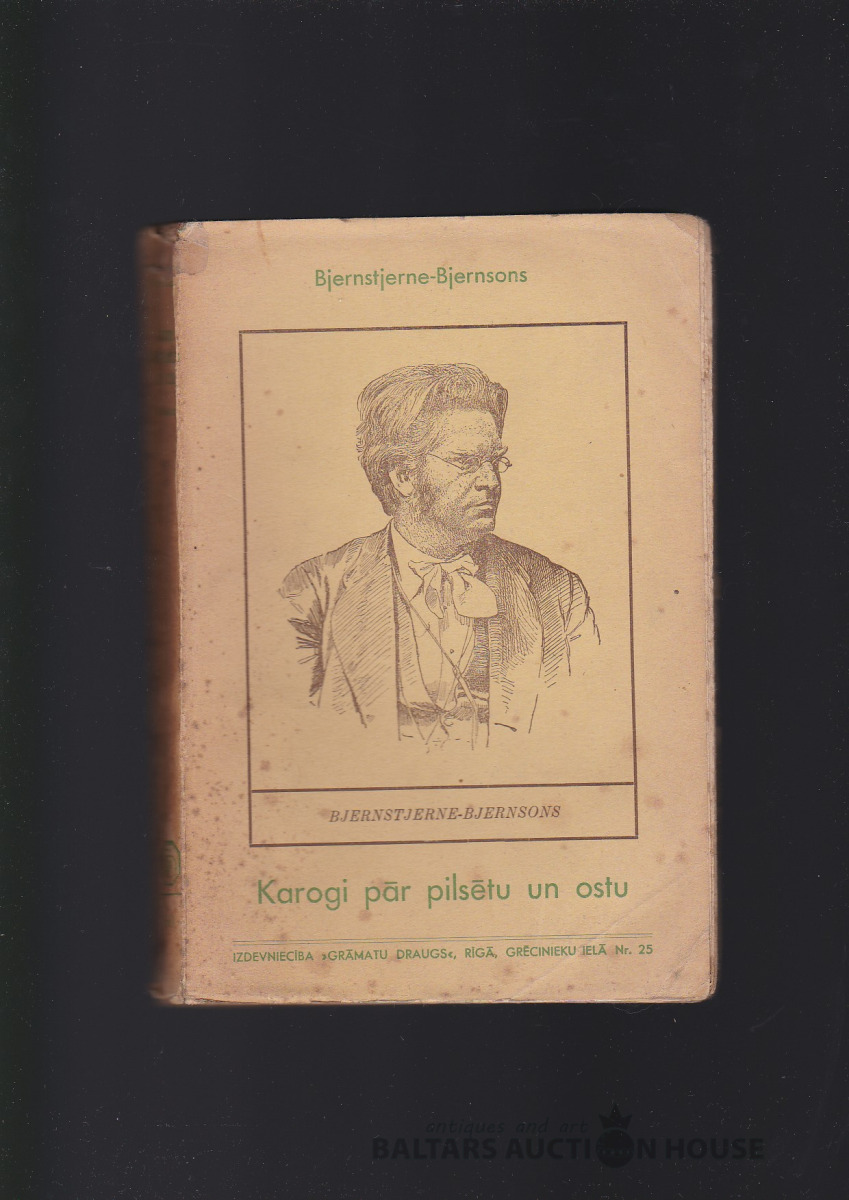 Bjernstjerne-Bjernsons
BJERNSTJERNE-BJERNSONS
Karogi pār pilsētu un ostu
IZDEVNIECĪBA »GRĀMATU DRAUGS«, RĪGĀ, GRĒCINIEKU IELĀ Nr. 25
antiques and art
BALTARS AUCTION HOUSE